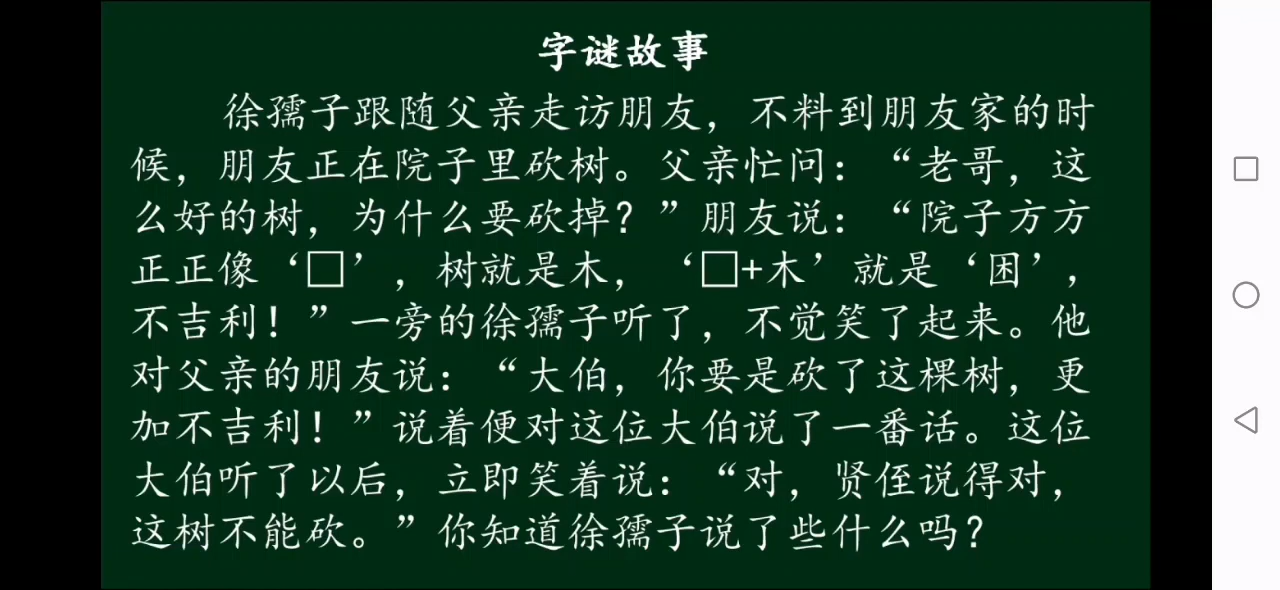 字谜故事
徐孺子跟随父亲走访朋友，不料到朋友家的时
候，朋友正在院子里砍树。父亲忙问：“老哥，这
么好的树，为什么要砍掉？”朋友说：“院子方方
正正像‘□’，树就是木，‘□+木’就是‘困’，
不吉利！”一旁的徐孺子听了，不觉笑了起来。他
对父亲的朋友说：“大伯，你要是砍了这棵树，更
加不吉利！”说着便对这位大伯说了一番话。这位
大伯听了以后，立即笑着说：“对，贤侄说得对，
这树不能砍。”你知道徐孺子说了些什么吗？